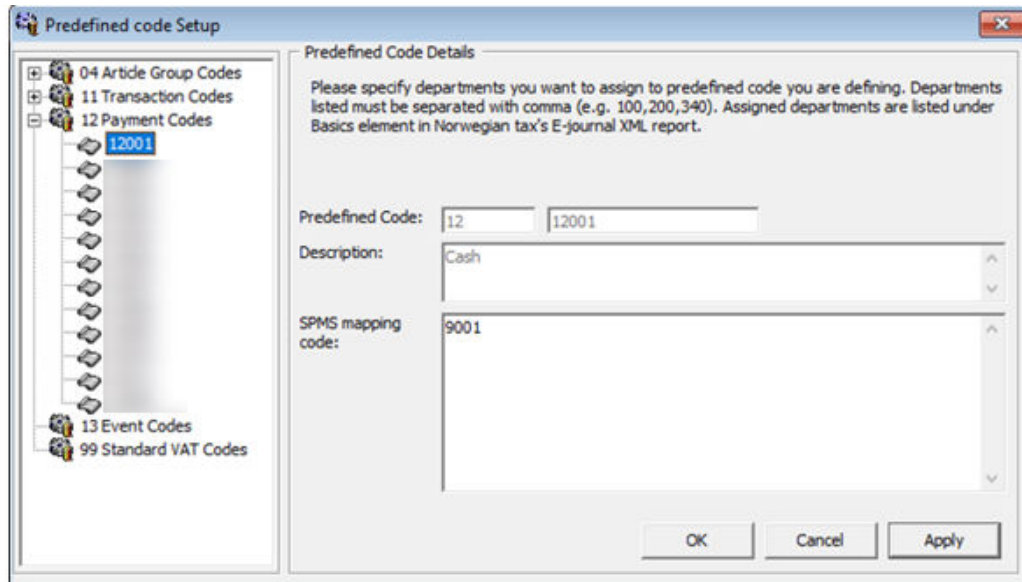 Predefined code Setup
04 Article Group Codes
11 Transaction Codes
12 Payment Codes
12001
13 Event Codes
99 Standard VAT Codes
Predefined Code Details
Please specify departments you want to assign to predefined code you are defining. Departments
listed must be separated with comma (e.g. 100,200,340). Assigned departments are listed under
Basics element in Norwegian tax's E-journal XML report.
Predefined Code: 12 12001
Description: Cash
SPMS mapping
code: 9001
OK Cancel Apply